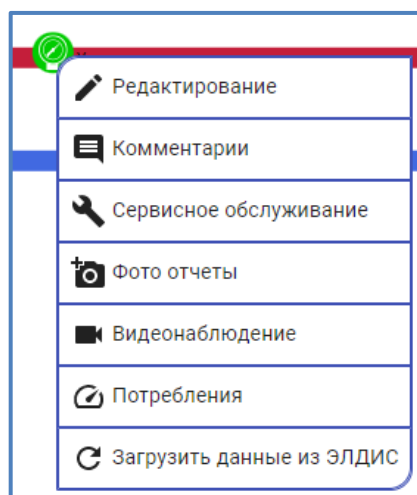 Редактирование
Комментарии
Сервисное обслуживание
Фото отчеты
Видеонаблюдение
Потребления
Загрузить данные из ЭЛДИС